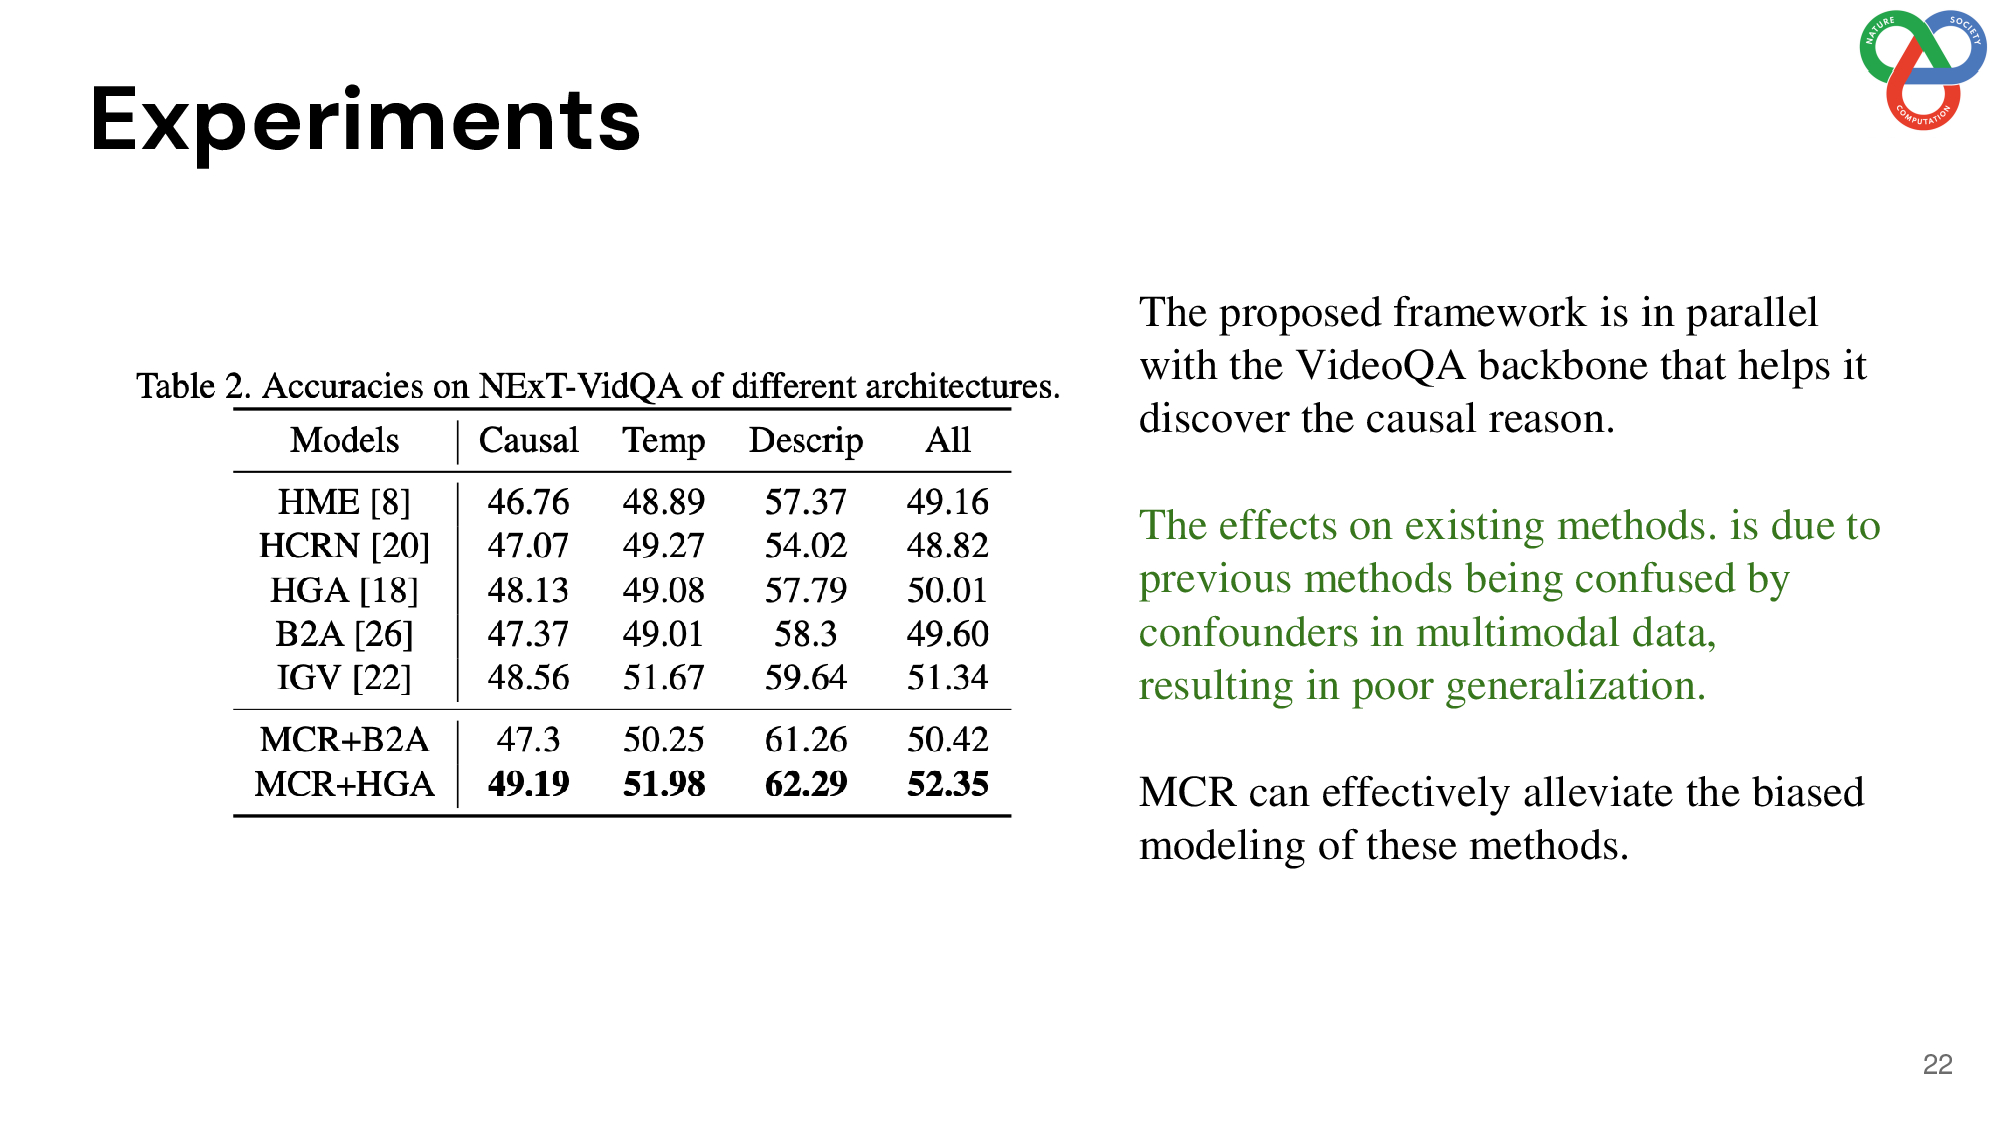 NATURE
SOCIETY
COMPUTATION
Experiments
Table 2. Accuracies on NExT-VidQA of different architectures.
Models Causal Temp Descrip All
HME [8] 46.76 48.89 57.37 49.16
HCRN [20] 47.07 49.27 54.02 48.82
HGA [18] 48.13 49.08 57.79 50.01
B2A [26] 47.37 49.01 58.3 49.60
IGV [22] 48.56 51.67 59.64 51.34
MCR+B2A 47.3 50.25 61.26 50.42
MCR+HGA 49.19 51.98 62.29 52.35
The proposed framework is in parallel
with the VideoQA backbone that helps it
discover the causal reason.
The effects on existing methods. is due to
previous methods being confused by
confounders in multimodal data,
resulting in poor generalization.
MCR can effectively alleviate the biased
modeling of these methods.
22